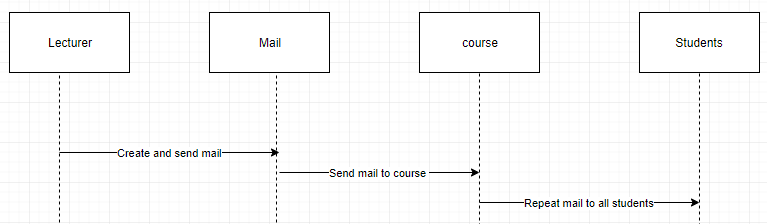 Lecturer
Mail
course
Students
Create and send mail
Send mail to course
Repeat mail to all students